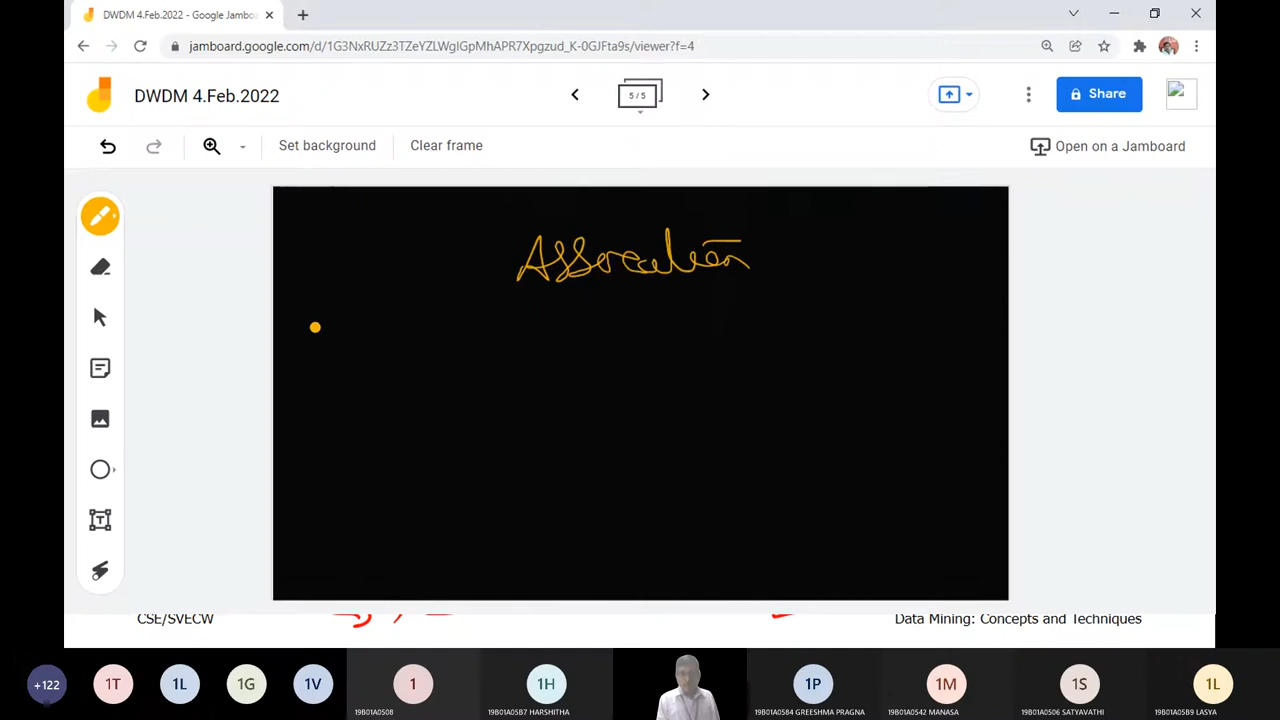 DWDM 4.Feb.2022 - Google Jambo
jamboard.google.com/d/1G3NxRUZz3TZeYZLWgIGpMhAPR7Xpgzud_K-0GJFta9s/viewer?f=4
DWDM 4.Feb.2022
5 / 5
Share
Set background
Clear frame
Open on a Jamboard
Association
CSE/SVECW
Data Mining: Concepts and Techniques
+122
1T
1L
1G
1V
1
1H
1P
1M
1S
1L
19B01A0508
19B01A05B7 HARSHITHA
19B01A0584 GREESHMA PRAGNA
19B01A0542 MANASA
19B01A0506 SATYAVATHI
19B01A05B9 LASYA